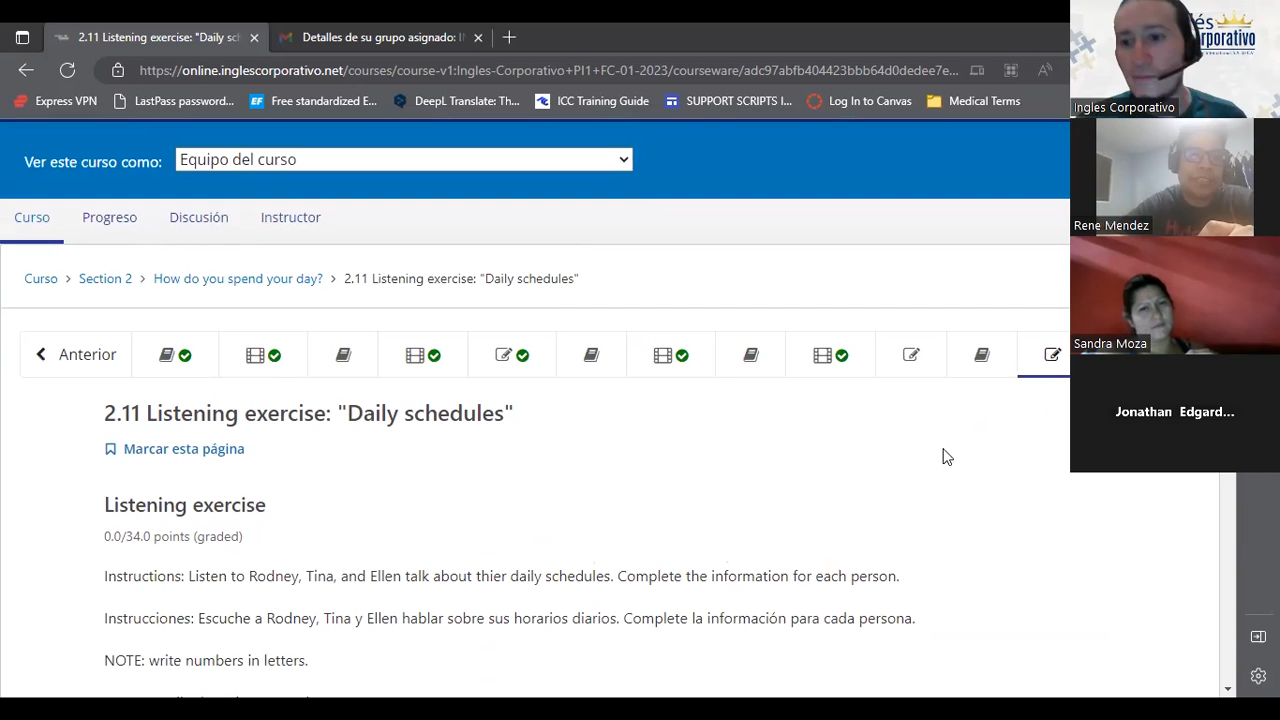 2.11 Listening exercise: "Daily sch
Detalles de su grupo asignado: I
https://online.inglescorporativo.net/courses/course-v1:Ingles-Corporativo+PI1+FC-01-2023/courseware/adc97abfb404423bbb64d0dedee7e...
Express VPN
LastPass password...
Free standardized E...
DeepL Translate: Th...
ICC Training Guide
SUPPORT SCRIPTS I...
Log In to Canvas
Medical Terms
Ver este curso como:
Equipo del curso
Curso
Progreso
Discusión
Instructor
Curso > Section 2 > How do you spend your day? > 2.11 Listening exercise: "Daily schedules"
Anterior
2.11 Listening exercise: "Daily schedules"
Marcar esta página
Listening exercise
0.0/34.0 points (graded)
Instructions: Listen to Rodney, Tina, and Ellen talk about thier daily schedules. Complete the information for each person.
Instrucciones: Escuche a Rodney, Tina y Ellen hablar sobre sus horarios diarios. Complete la información para cada persona.
NOTE: write numbers in letters.
és
rporativo
Ingles Corporativo
Rene Mendez
Sandra Moza
Jonathan Edgard...